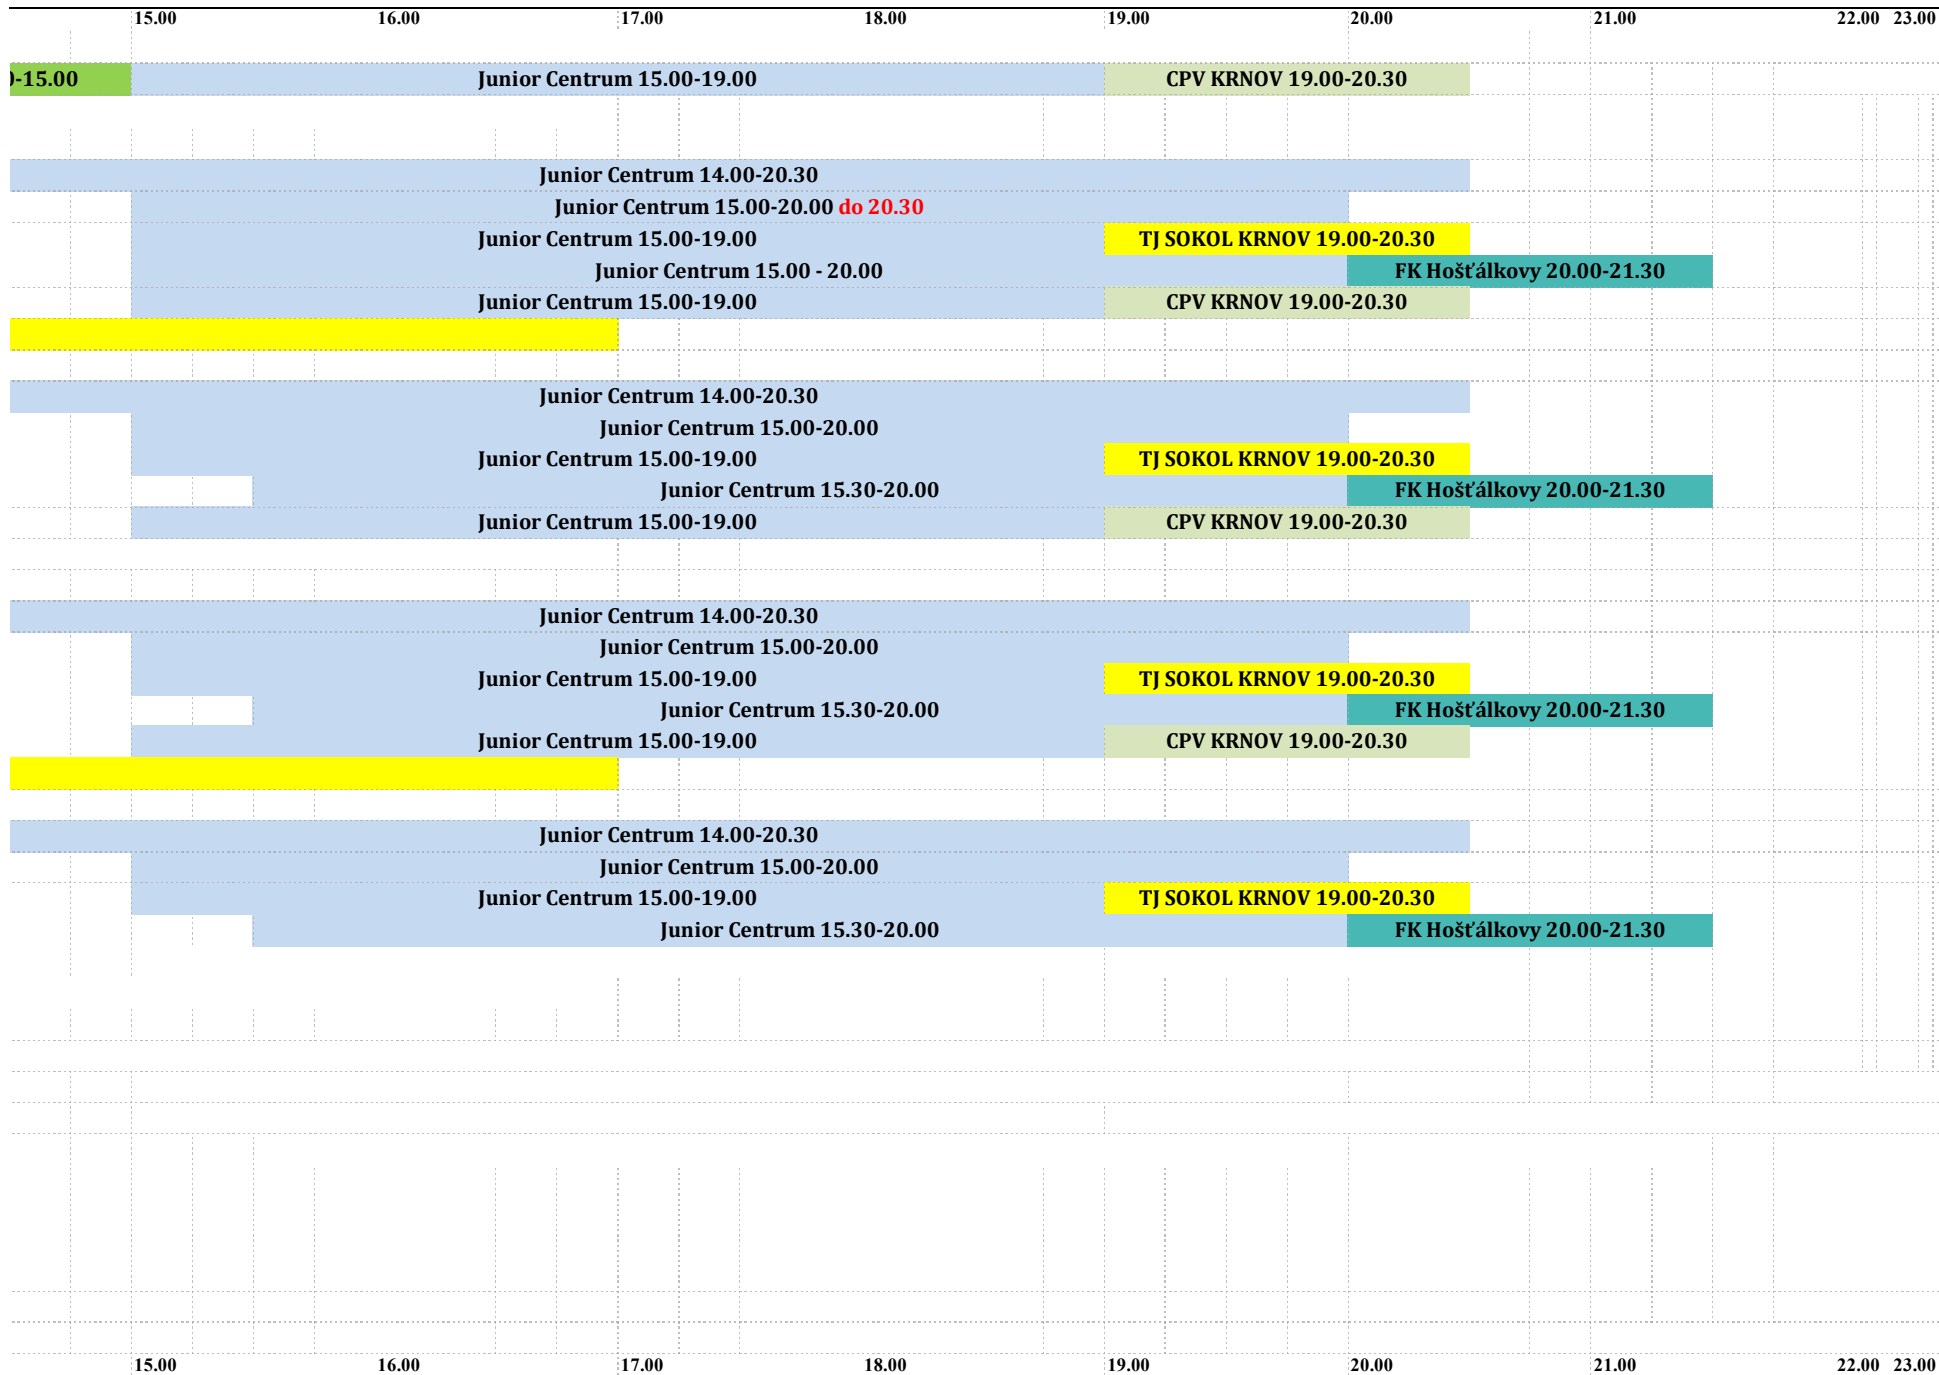 15.00 16.00 17.00 18.00 19.00 20.00 21.00 22.00 23.00
-15.00 Junior Centrum 15.00-19.00 CPV KRNOV 19.00-20.30
Junior Centrum 14.00-20.30
Junior Centrum 15.00-20.00 do 20.30
Junior Centrum 15.00-19.00 TJ SOKOL KRNOV 19.00-20.30
Junior Centrum 15.00 - 20.00 FK Hošťálkovy 20.00-21.30
Junior Centrum 15.00-19.00 CPV KRNOV 19.00-20.30
Junior Centrum 14.00-20.30
Junior Centrum 15.00-20.00
Junior Centrum 15.00-19.00 TJ SOKOL KRNOV 19.00-20.30
Junior Centrum 15.30-20.00 FK Hošťálkovy 20.00-21.30
Junior Centrum 15.00-19.00 CPV KRNOV 19.00-20.30
Junior Centrum 14.00-20.30
Junior Centrum 15.00-20.00
Junior Centrum 15.00-19.00 TJ SOKOL KRNOV 19.00-20.30
Junior Centrum 15.30-20.00 FK Hošťálkovy 20.00-21.30
Junior Centrum 15.00-19.00 CPV KRNOV 19.00-20.30
Junior Centrum 14.00-20.30
Junior Centrum 15.00-20.00
Junior Centrum 15.00-19.00 TJ SOKOL KRNOV 19.00-20.30
Junior Centrum 15.30-20.00 FK Hošťálkovy 20.00-21.30
15.00 16.00 17.00 18.00 19.00 20.00 21.00 22.00 23.00